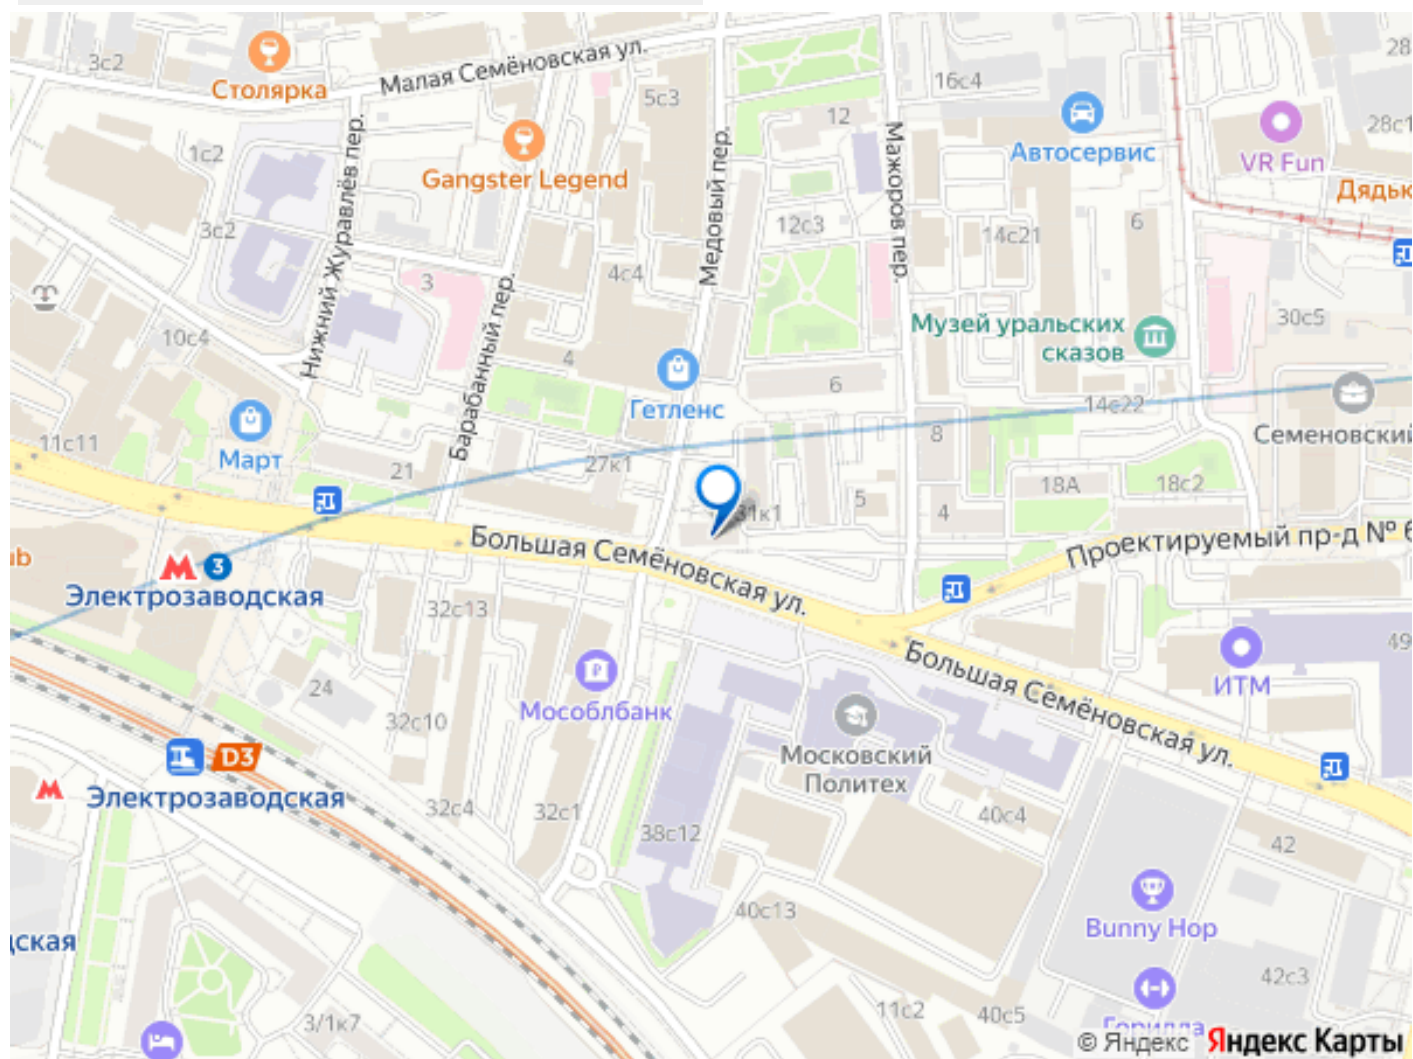 3с2
Столярка
Малая Семёновская ул.
5с3
12
16с4
28
28с1
Автосервис
VR Fun
Дядьк
1с2
Gangster Legend
Нижний Журавлёв пер.
Медовый пер.
Мажоров пер.
3с2
12с3
14с21
6
3
4с4
Барабанный пер.
10с4
4
Музей уральских
сказов
30с5
6
14с22
Гетленс
Март
11с11
21
27к1
8
Семеновский
5
4
18А
18с2
31к1
Большая Семёновская ул.
Проектируемый пр-д № 6
3
Электрозаводская
ub
32с13
Большая Семёновская ул.
49
ИТМ
24
32с10
Мособлбанк
Московский
Политех
D3
Электрозаводская
32с4
32с1
38с12
40с4
42
40с13
Bunny Hop
дская
42с3
11с2
40с5
3/1к7
Горилла
© Яндекс Яндекс Карты